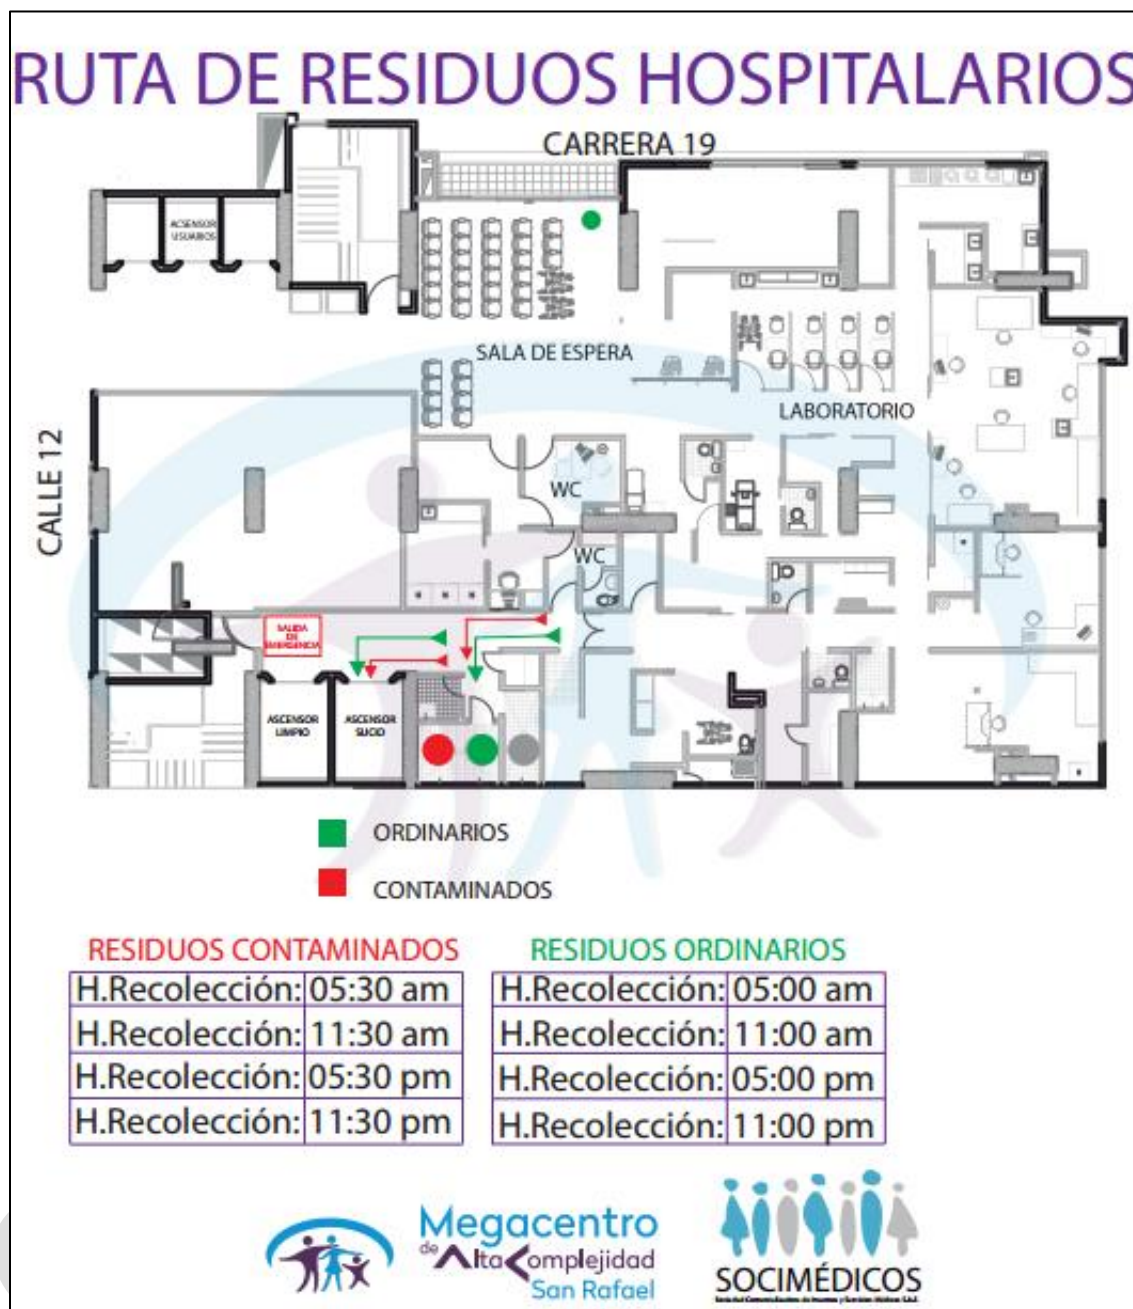 RUTA DE RESIDUOS HOSPITALARIOS
CARRERA 19
ACSENSOR
USUARIOS
SALA DE ESPERA
LABORATORIO
CALLE 12
WC
WC
SALIDA
DE
EMERGENCIA
ASCENSOR
LIMPIO
ASCENSOR
SUCIO
ORDINARIOS
CONTAMINADOS
RESIDUOS CONTAMINADOS
H.Recolección: 05:30 am
H.Recolección: 11:30 am
H.Recolección: 05:30 pm
H.Recolección: 11:30 pm
RESIDUOS ORDINARIOS
H.Recolección: 05:00 am
H.Recolección: 11:00 am
H.Recolección: 05:00 pm
H.Recolección: 11:00 pm
Megacentro
de Alta Complejidad
San Rafael
SOCIMÉDICOS